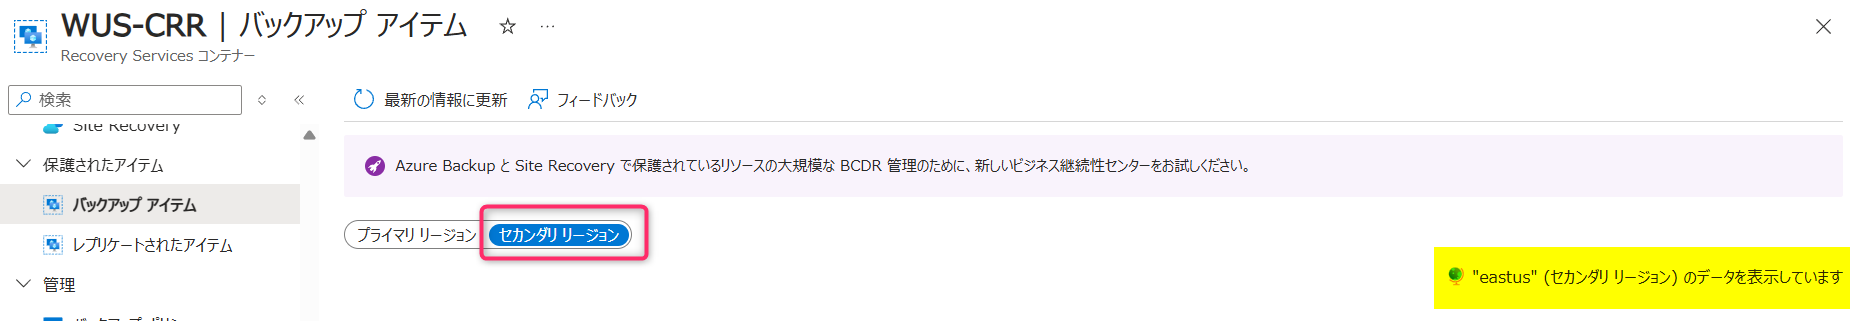 WUS-CRR | バックアップ アイテム ☆ ···
Recovery Services コンテナー
検索
最新の情報に更新 フィードバック
Site Recovery
保護されたアイテム
Azure Backup と Site Recovery で保護されているリソースの大規模な BCDR 管理のために、新しいビジネス継続性センターをお試しください。
バックアップ アイテム
プライマリ リージョン セカンダリ リージョン
レプリケートされたアイテム
"eastus" (セカンダリ リージョン) のデータを表示しています
管理